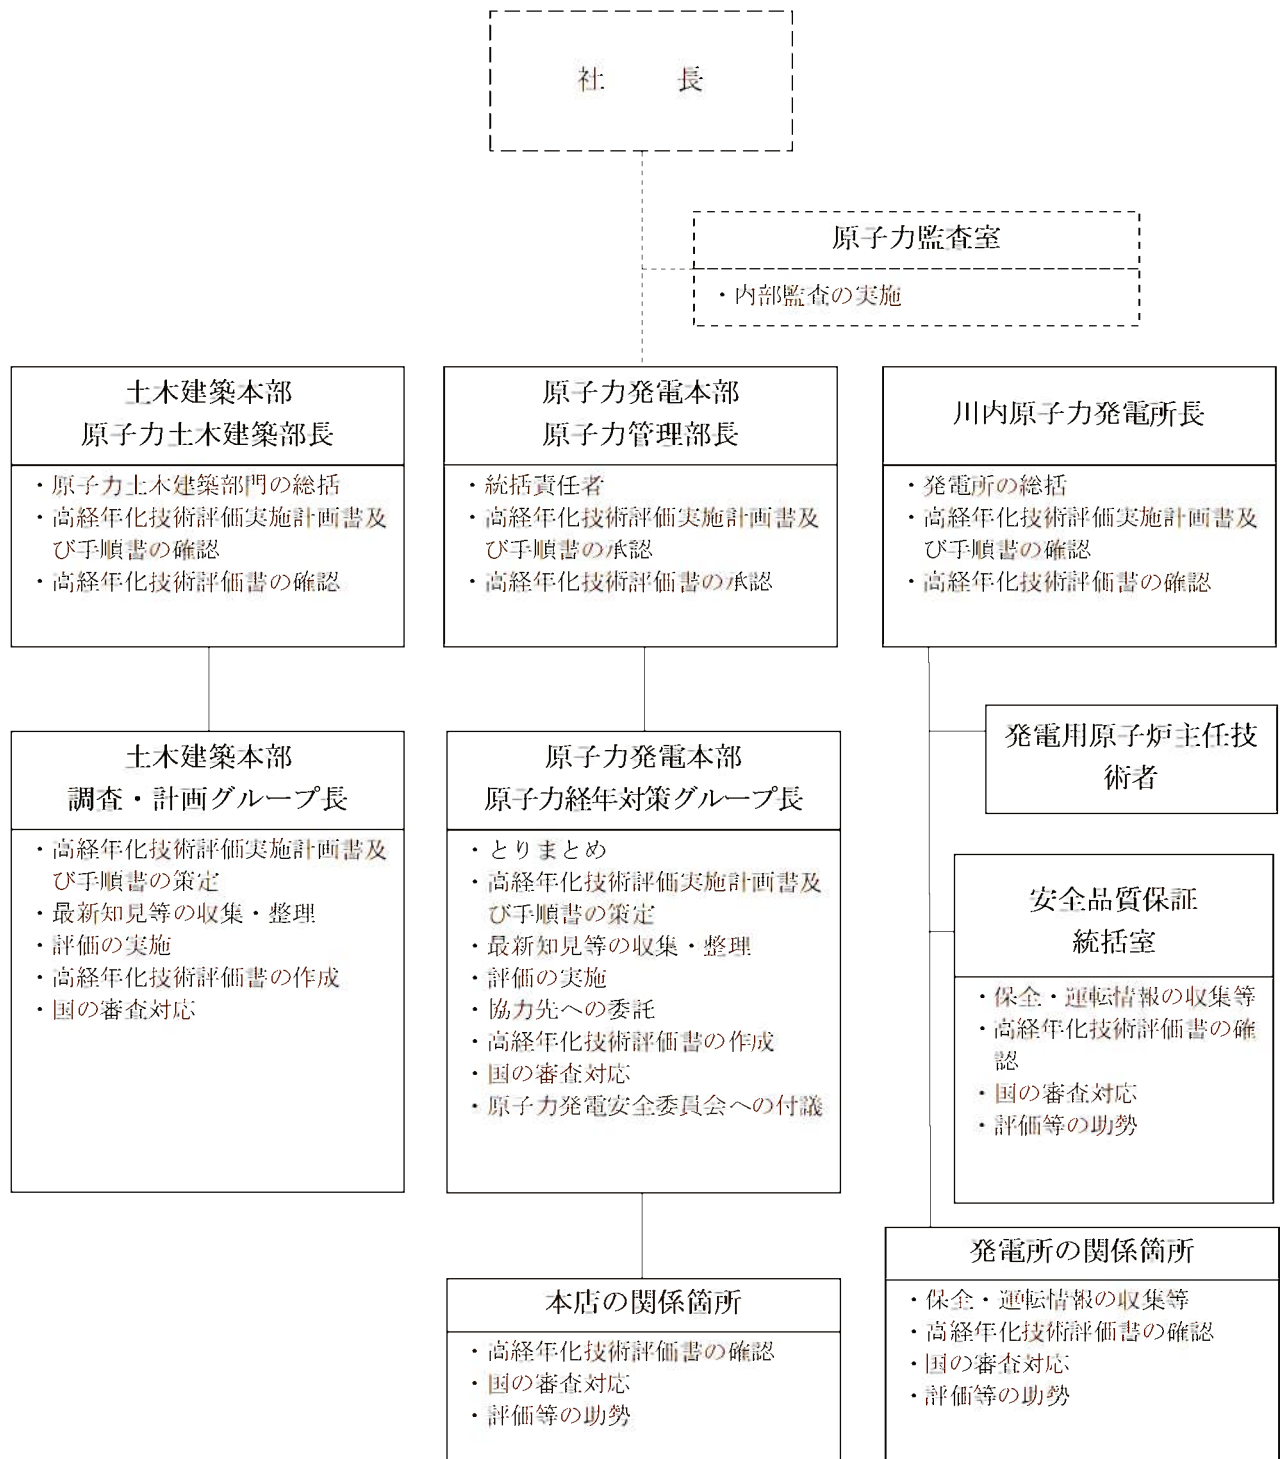 社 長
原子力監査室
・内部監査の実施
土木建築本部
原子力土木建築部長
・原子力土木建築部門の総括
・高経年化技術評価実施計画書及
び手順書の確認
・高経年化技術評価書の確認
原子力発電本部
原子力管理部長
・統括責任者
・高経年化技術評価実施計画書及
び手順書の承認
・高経年化技術評価書の承認
川内原子力発電所長
・発電所の総括
・高経年化技術評価実施計画書及
び手順書の確認
・高経年化技術評価書の確認
土木建築本部
調査・計画グループ長
・高経年化技術評価実施計画書及
び手順書の策定
・最新知見等の収集・整理
・評価の実施
・高経年化技術評価書の作成
・国の審査対応
原子力発電本部
原子力経年対策グループ長
・とりまとめ
・高経年化技術評価実施計画書及
び手順書の策定
・最新知見等の収集・整理
・評価の実施
・協力先への委託
・高経年化技術評価書の作成
・国の審査対応
・原子力発電安全委員会への付議
発電用原子炉主任技
術者
安全品質保証
統括室
・保全・運転情報の収集等
・高経年化技術評価書の確
認
・国の審査対応
・評価等の助勢
本店の関係箇所
・高経年化技術評価書の確認
・国の審査対応
・評価等の助勢
発電所の関係箇所
・保全・運転情報の収集等
・高経年化技術評価書の確認
・国の審査対応
・評価等の助勢